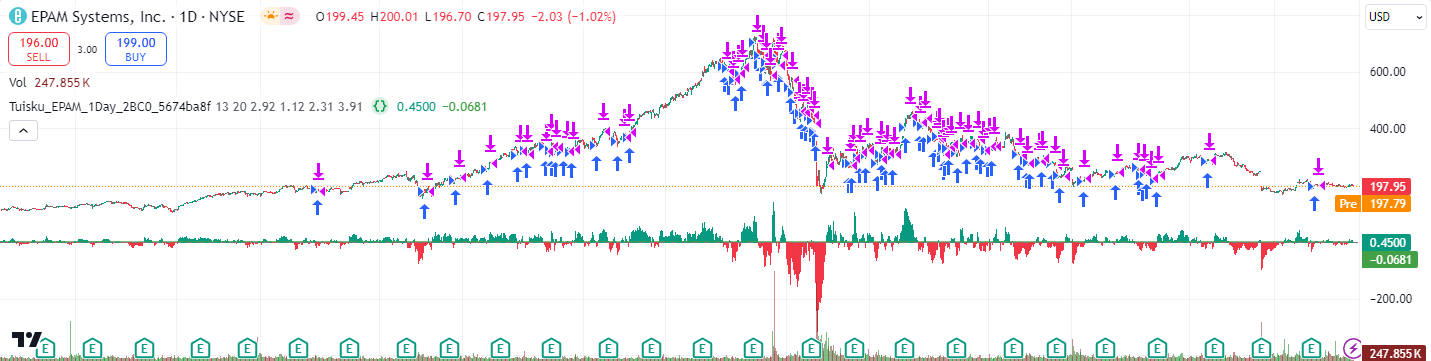 EPAM Systems, Inc. · 1D · NYSE O199.45 H200.01 L196.70 C197.95 −2.03 (−1.02%)
USD
196.00
SELL
3.00
199.00
BUY
Vol 247.855 K
600.00
Tuisku_EPAM_1Day_2BC0_5674ba8f 13 20 2.92 1.12 2.31 3.91 {} 0.4500 −0.0681
400.00
197.95
Pre 197.79
0.4500
−0.0681
−200.00
E E E E E E E E E E E E E E E E E E E E E E E E E
247.855 K